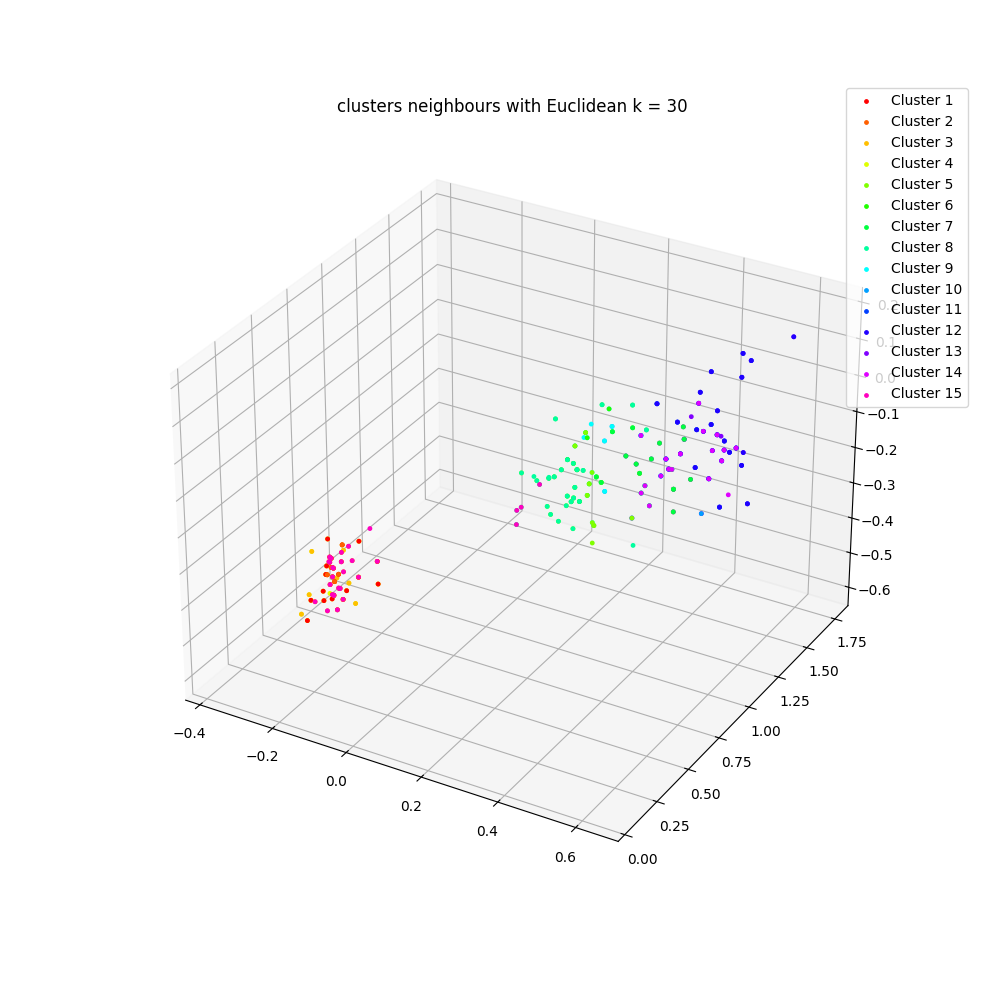 clusters neighbours with Euclidean k = 30
Cluster 1
Cluster 2
Cluster 3
Cluster 4
Cluster 5
Cluster 6
Cluster 7
Cluster 8
Cluster 9
Cluster 10
Cluster 11
Cluster 12
Cluster 13
Cluster 14
Cluster 15
0.2
0.1
0.0
−0.1
−0.2
−0.3
−0.4
−0.5
−0.6
1.75
1.50
1.25
1.00
0.75
0.50
0.25
0.00
−0.4
−0.2
0.0
0.2
0.4
0.6